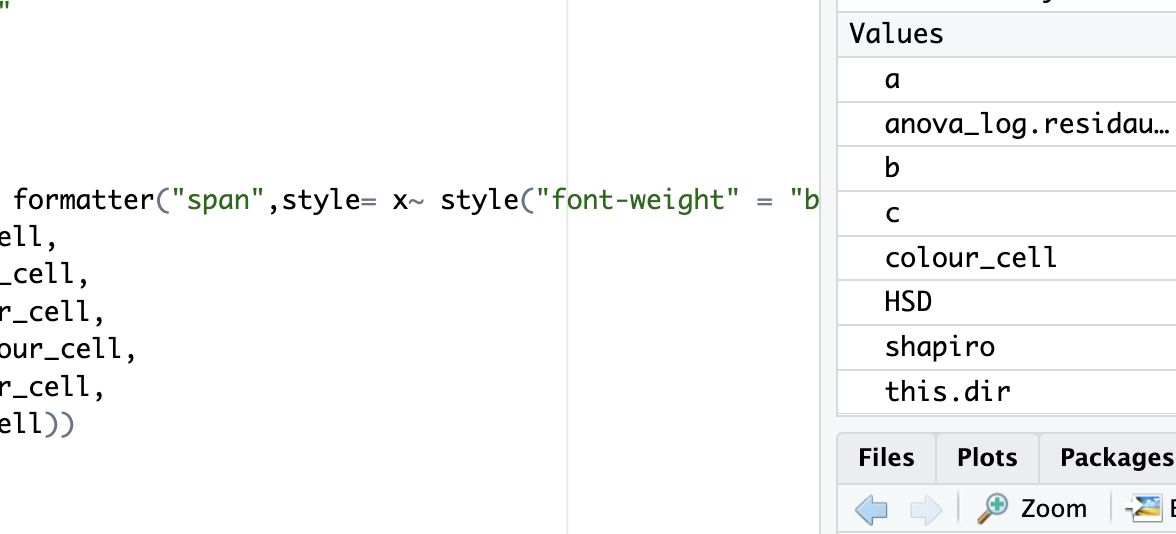 "
formatter("span",style= x~ style("font-weight" = "b
ell,
_cell,
r_cell,
our_cell,
r_cell,
ell))
Values
a
anova_log.residau…
b
c
colour_cell
HSD
shapiro
this.dir
Files Plots Packages
Zoom